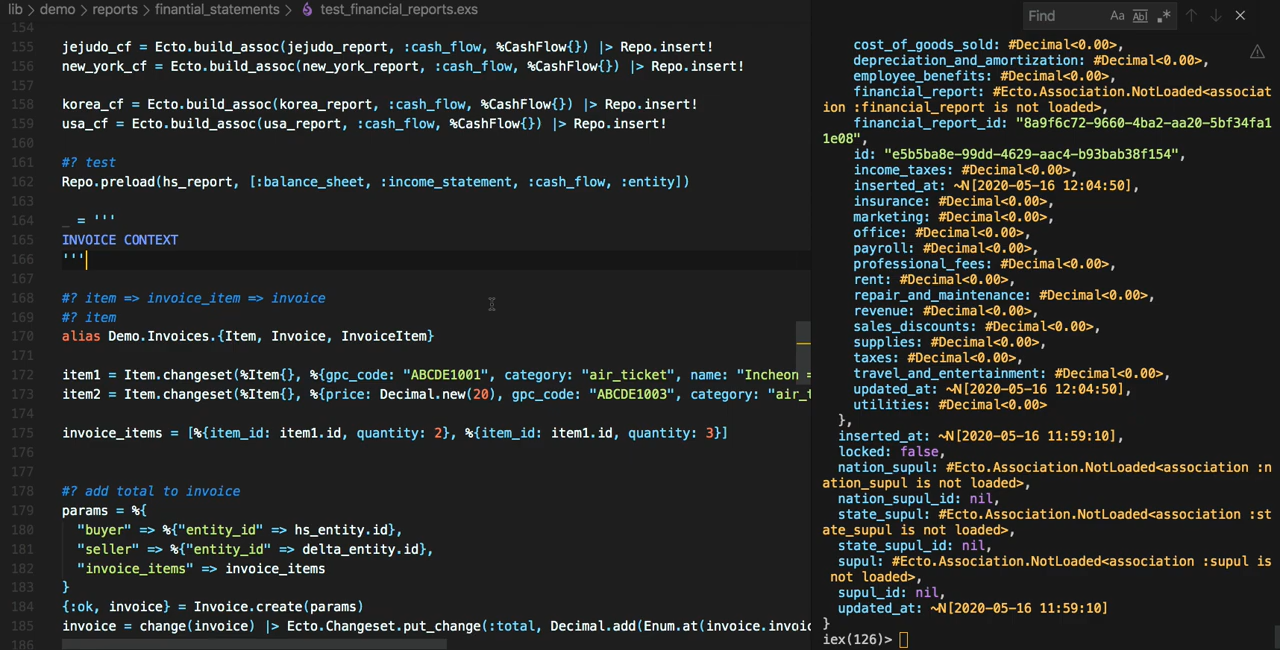 lib > demo > reports > finantial_statements > test_financial_reports.exs
154
155 jejudo_cf = Ecto.build_assoc(jejudo_report, :cash_flow, %CashFlow{}) |> Repo.insert!
156 new_york_cf = Ecto.build_assoc(new_york_report, :cash_flow, %CashFlow{}) |> Repo.insert!
157
158 korea_cf = Ecto.build_assoc(korea_report, :cash_flow, %CashFlow{}) |> Repo.insert!
159 usa_cf = Ecto.build_assoc(usa_report, :cash_flow, %CashFlow{}) |> Repo.insert!
160
161 #? test
162 Repo.preload(hs_report, [:balance_sheet, :income_statement, :cash_flow, :entity])
163
164 _ = '''
165 INVOICE CONTEXT
166 '''
167
168 #? item => invoice_item => invoice
169 #? item
170 alias Demo.Invoices.{Item, Invoice, InvoiceItem}
171
172 item1 = Item.changeset(%Item{}, %{gpc_code: "ABCDE1001", category: "air_ticket", name: "Incheon =
173 item2 = Item.changeset(%Item{}, %{price: Decimal.new(20), gpc_code: "ABCDE1003", category: "air_t
174
175 invoice_items = [%{item_id: item1.id, quantity: 2}, %{item_id: item1.id, quantity: 3}]
176
177
178 #? add total to invoice
179 params = %{
180 "buyer" => %{"entity_id" => hs_entity.id},
181 "seller" => %{"entity_id" => delta_entity.id},
182 "invoice_items" => invoice_items
183 }
184 {:ok, invoice} = Invoice.create(params)
185 invoice = change(invoice) |> Ecto.Changeset.put_change(:total, Decimal.add(Enum.at(invoice.invoic
186
Find Aa Abl .*
cost_of_goods_sold: #Decimal<0.00>,
depreciation_and_amortization: #Decimal<0.00>,
employee_benefits: #Decimal<0.00>,
financial_report: #Ecto.Association.NotLoaded<associat
ion :financial_report is not loaded>,
financial_report_id: "8a9f6c72-9660-4ba2-aa20-5bf34fa1
1e08",
id: "e5b5ba8e-99dd-4629-aac4-b93bab38f154",
income_taxes: #Decimal<0.00>,
inserted_at: ~N[2020-05-16 12:04:50],
insurance: #Decimal<0.00>,
marketing: #Decimal<0.00>,
office: #Decimal<0.00>,
payroll: #Decimal<0.00>,
professional_fees: #Decimal<0.00>,
rent: #Decimal<0.00>,
repair_and_maintenance: #Decimal<0.00>,
revenue: #Decimal<0.00>,
sales_discounts: #Decimal<0.00>,
supplies: #Decimal<0.00>,
taxes: #Decimal<0.00>,
travel_and_entertainment: #Decimal<0.00>,
updated_at: ~N[2020-05-16 12:04:50],
utilities: #Decimal<0.00>
},
inserted_at: ~N[2020-05-16 11:59:10],
locked: false,
nation_supul: #Ecto.Association.NotLoaded<association :n
ation_supul is not loaded>,
nation_supul_id: nil,
state_supul: #Ecto.Association.NotLoaded<association :st
ate_supul is not loaded>,
state_supul_id: nil,
supul: #Ecto.Association.NotLoaded<association :supul is
not loaded>,
supul_id: nil,
updated_at: ~N[2020-05-16 11:59:10]
}
iex(126)>